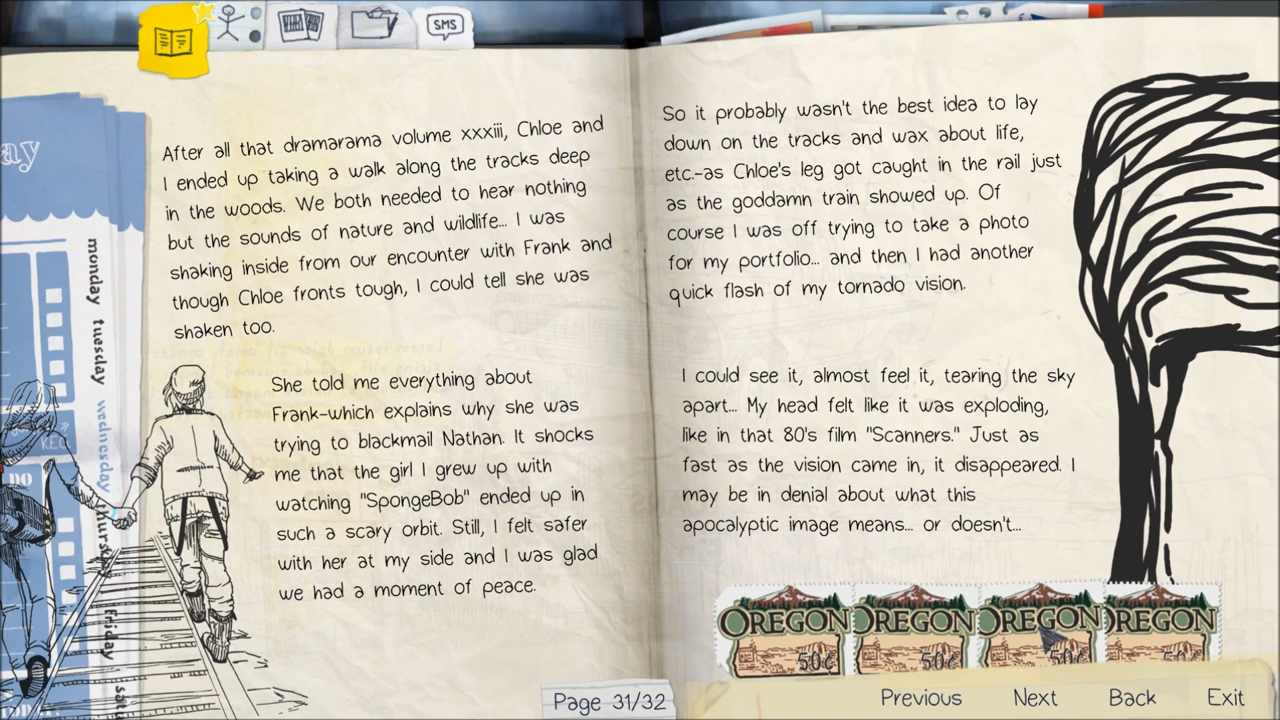 SMS
ay
monday tuesday wednesday thursday friday
DO
After all that dramarama volume xxxiii, Chloe and
I ended up taking a walk along the tracks deep
in the woods. We both needed to hear nothing
but the sounds of nature and wildlife... I was
shaking inside from our encounter with Frank and
though Chloe fronts tough, I could tell she was
shaken too.
She told me everything about
Frank-which explains why she was
trying to blackmail Nathan. It shocks
me that the girl I grew up with
watching "SpongeBob" ended up in
such a scary orbit. Still, I felt safer
with her at my side and I was glad
we had a moment of peace.
So it probably wasn't the best idea to lay
down on the tracks and wax about life,
etc.-as Chloe's leg got caught in the rail just
as the goddamn train showed up. Of
course I was off trying to take a photo
for my portfolio... and then I had another
quick flash of my tornado vision.
I could see it, almost feel it, tearing the sky
apart... My head felt like it was exploding,
like in that 80's film "Scanners." Just as
fast as the vision came in, it disappeared. I
may be in denial about what this
apocalyptic image means... or doesn't...
OREGON OREGON OREGON OREGON
50¢ 50¢ 50¢ 50¢
Page 31/32
Previous Next Back Exit